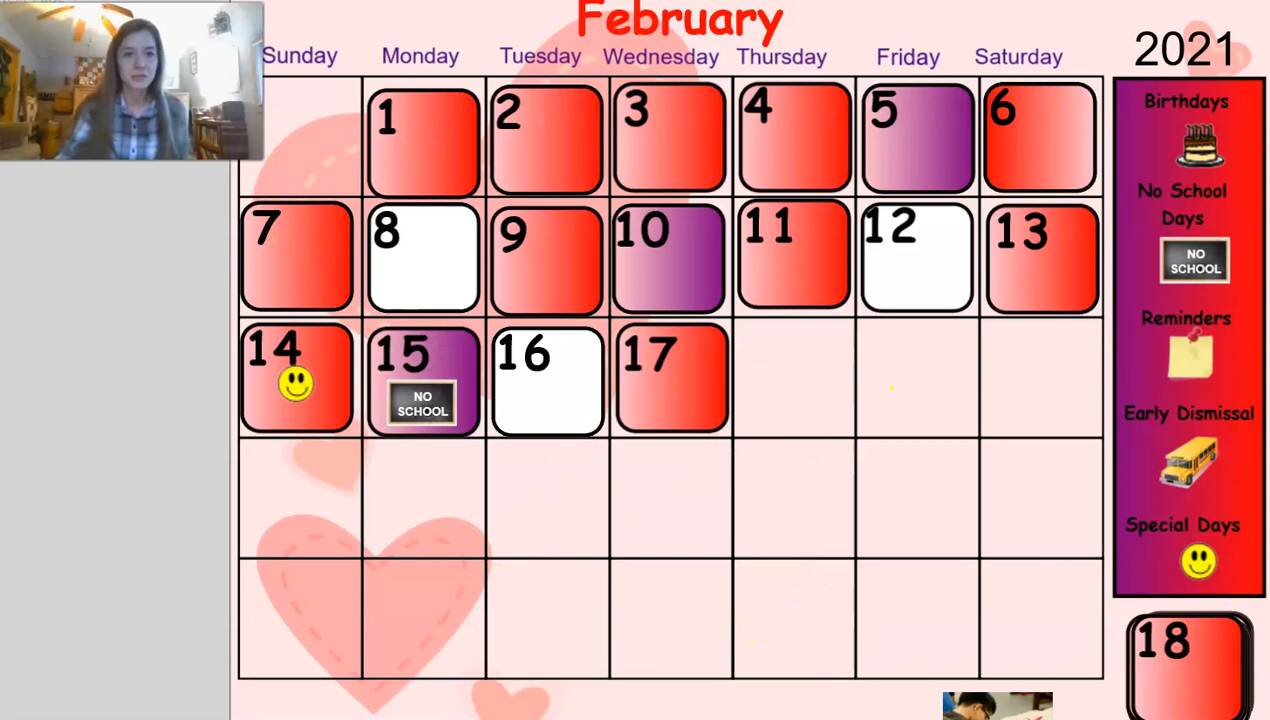 February
2021
Sunday Monday Tuesday Wednesday Thursday Friday Saturday
1 2 3 4 5 6
7 8 9 10 11 12 13
14 15 16 17
NO
SCHOOL
Birthdays
No School
Days
NO
SCHOOL
Reminders
Early Dismissal
Special Days
18